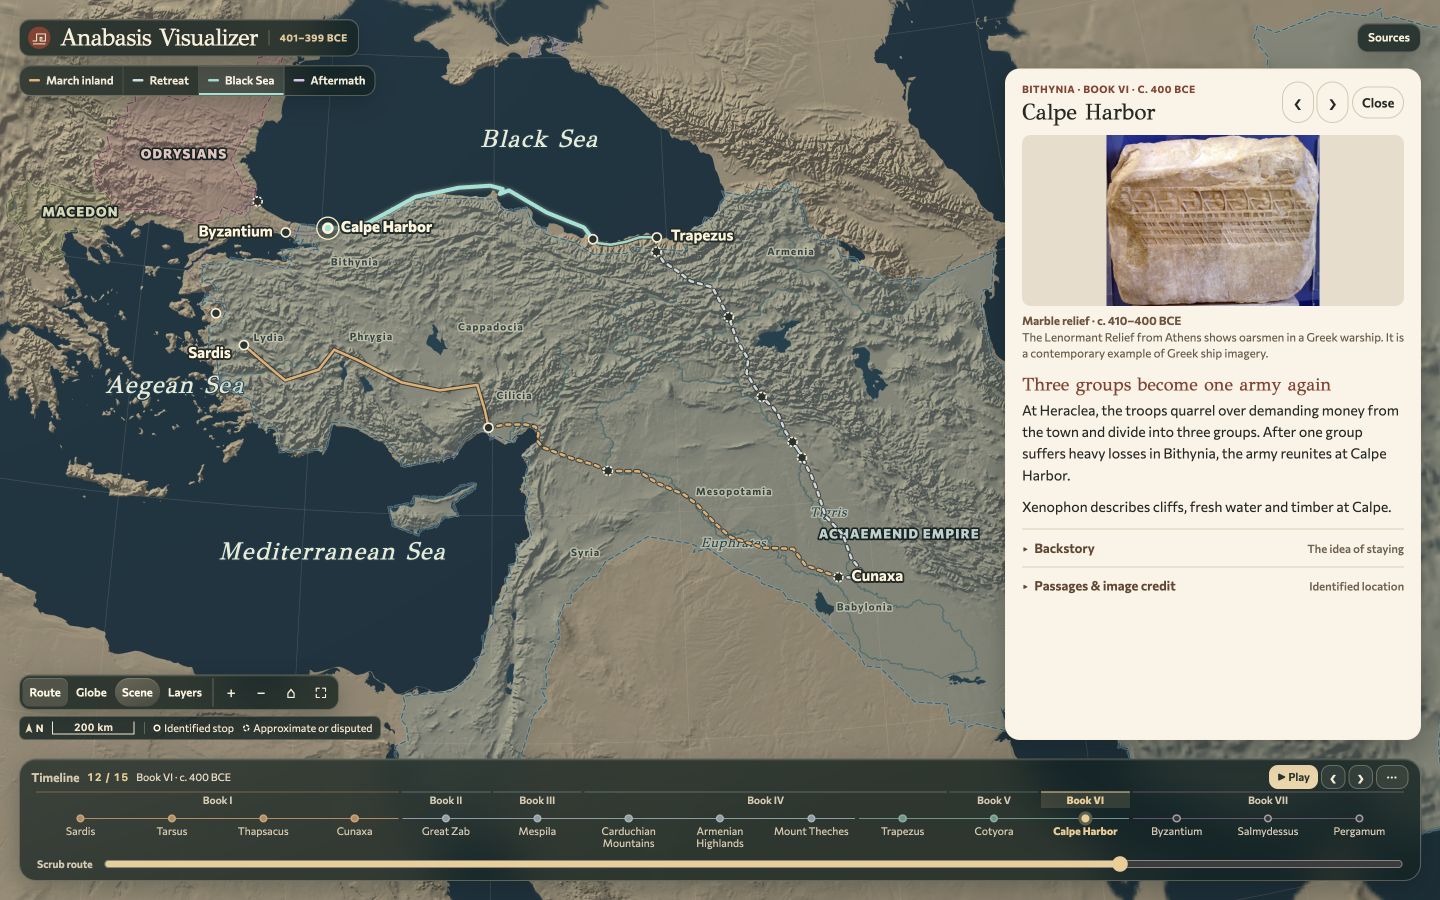 Anabasis Visualizer
401–399 BCE
March inland
Retreat
Black Sea
Aftermath
Sources
Black Sea
ODRYSIANS
MACEDON
Byzantium
Calpe Harbor
Bithynia
Trapezus
Armenia
Lydia
Phrygia
Cappadocia
Sardis
Aegean Sea
Cilicia
Mesopotamia
Tigris
ACHAEMENID EMPIRE
Euphrates
Syria
Mediterranean Sea
Cunaxa
Babylonia
BITHYNIA · BOOK VI · C. 400 BCE
Calpe Harbor
❮ ❯ Close
Marble relief · c. 410–400 BCE
The Lenormant Relief from Athens shows oarsmen in a Greek warship. It is
a contemporary example of Greek ship imagery.
Three groups become one army again
At Heraclea, the troops quarrel over demanding money from
the town and divide into three groups. After one group
suffers heavy losses in Bithynia, the army reunites at Calpe
Harbor.
Xenophon describes cliffs, fresh water and timber at Calpe.
Backstory
The idea of staying
Passages & image credit
Identified location
Route
Globe
Scene
Layers
+ −
N
200 km
Identified stop
Approximate or disputed
Timeline
12 / 15
Book VI · c. 400 BCE
Play
❮ ❯ ···
Book I
Book II
Book III
Book IV
Book V
Book VI
Book VII
Sardis
Tarsus
Thapsacus
Cunaxa
Great Zab
Mespila
Carduchian
Mountains
Armenian
Highlands
Mount Theches
Trapezus
Cotyora
Calpe Harbor
Byzantium
Salmydessus
Pergamum
Scrub route